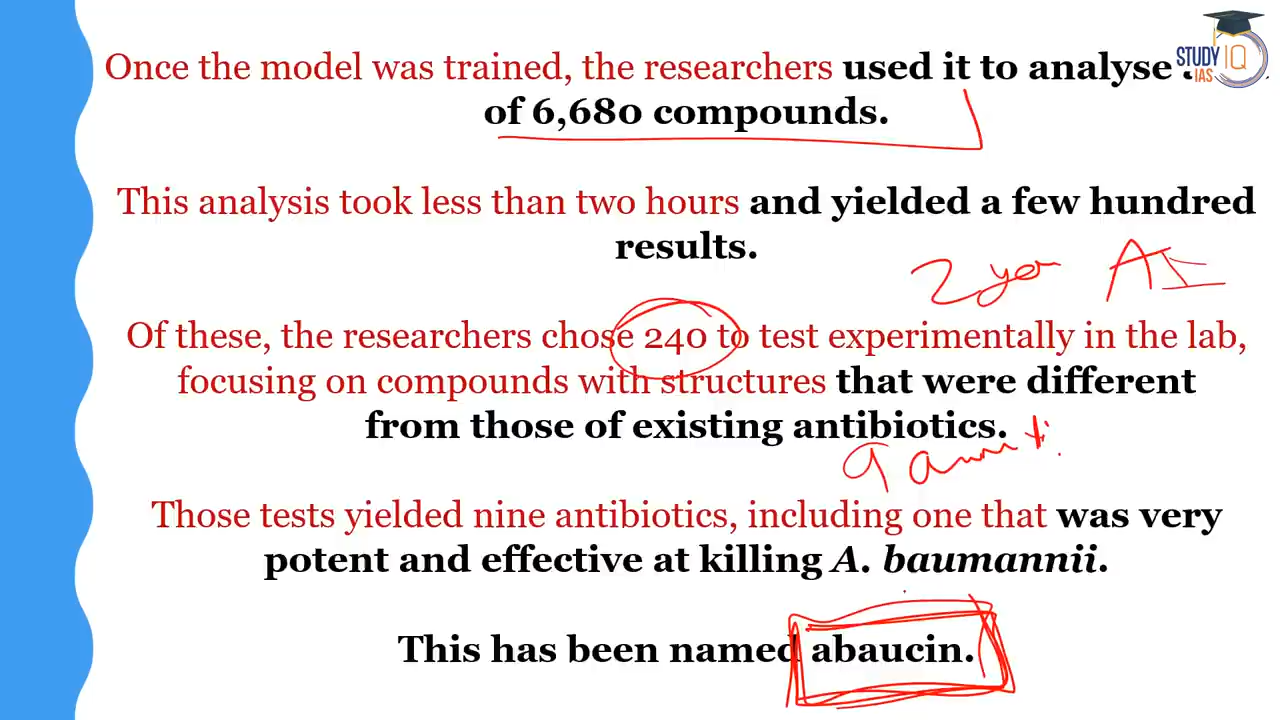 STUDY IQ
IAS
Once the model was trained, the researchers used it to analyse
of 6,680 compounds.
This analysis took less than two hours and yielded a few hundred
results.
2 AI
Of these, the researchers chose 240 to test experimentally in the lab,
focusing on compounds with structures that were different
from those of existing antibiotics.
9
Those tests yielded nine antibiotics, including one that was very
potent and effective at killing A. baumannii.
This has been named abaucin.